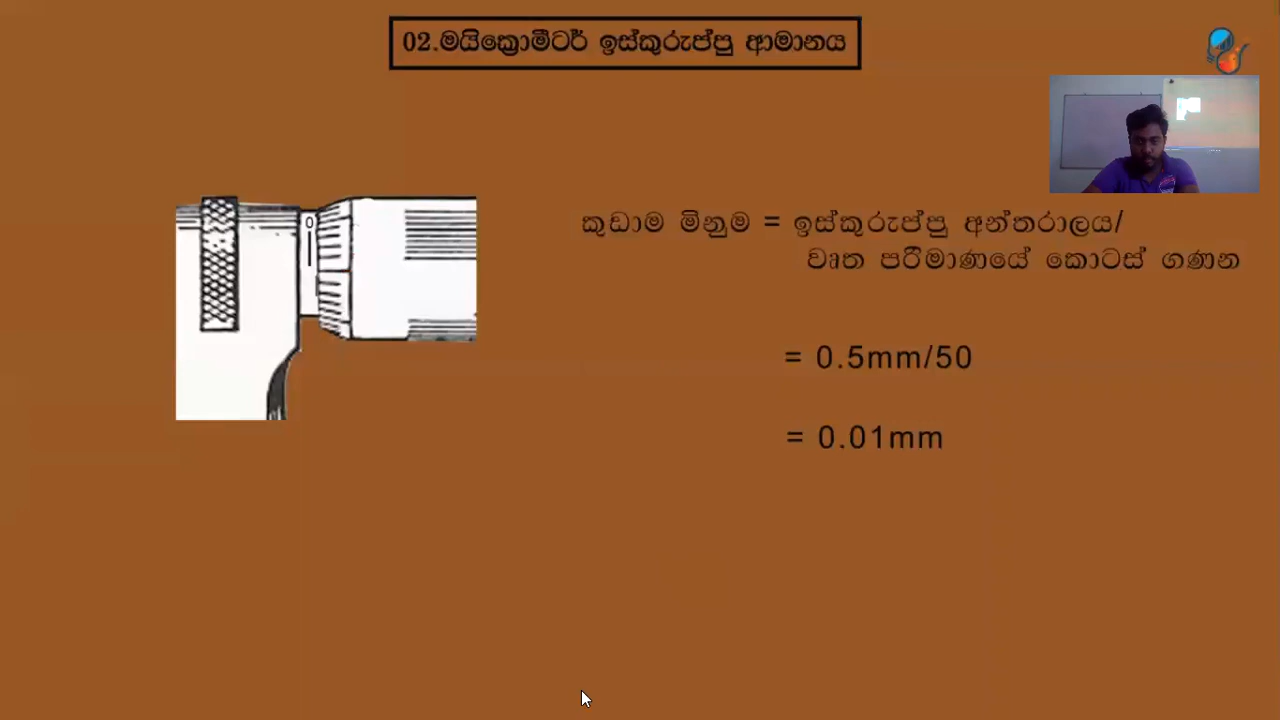 02.මයික්‍රොමීටර් ඉස්කුරුප්පු ආමානය
0
කුඩාම මිනුම = ඉස්කුරුප්පු අන්තරාලය/
වෘත පරිමාණයේ කොටස් ගණන
= 0.5mm/50
= 0.01mm